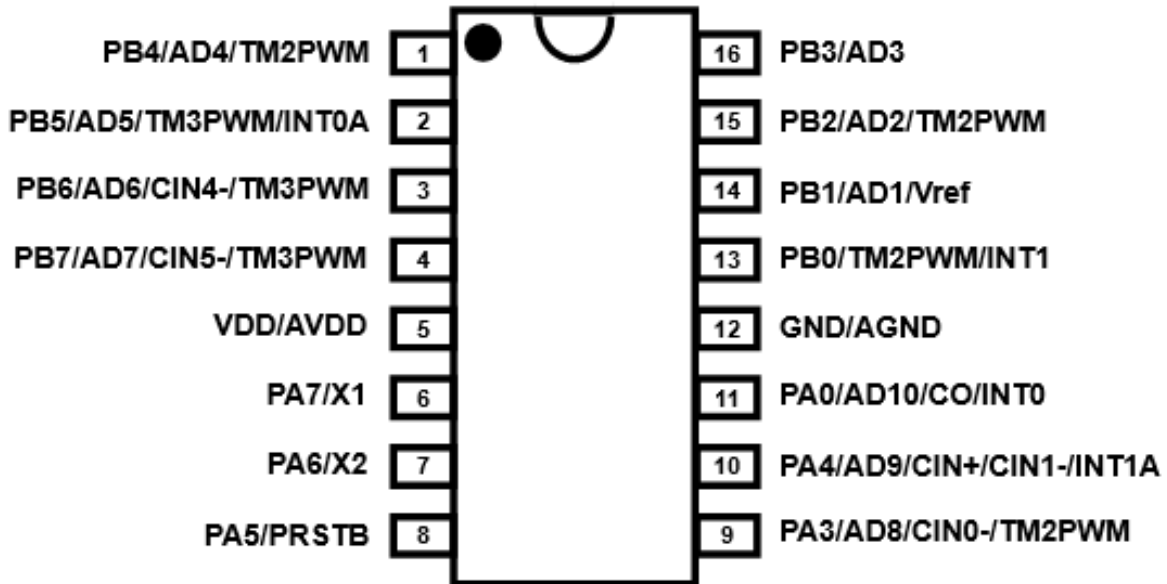 PB4/AD4/TM2PWM 1 16 PB3/AD3
PB5/AD5/TM3PWM/INT0A 2 15 PB2/AD2/TM2PWM
PB6/AD6/CIN4-/TM3PWM 3 14 PB1/AD1/Vref
PB7/AD7/CIN5-/TM3PWM 4 13 PB0/TM2PWM/INT1
VDD/AVDD 5 12 GND/AGND
PA7/X1 6 11 PA0/AD10/CO/INT0
PA6/X2 7 10 PA4/AD9/CIN+/CIN1-/INT1A
PA5/PRSTB 8 9 PA3/AD8/CIN0-/TM2PWM